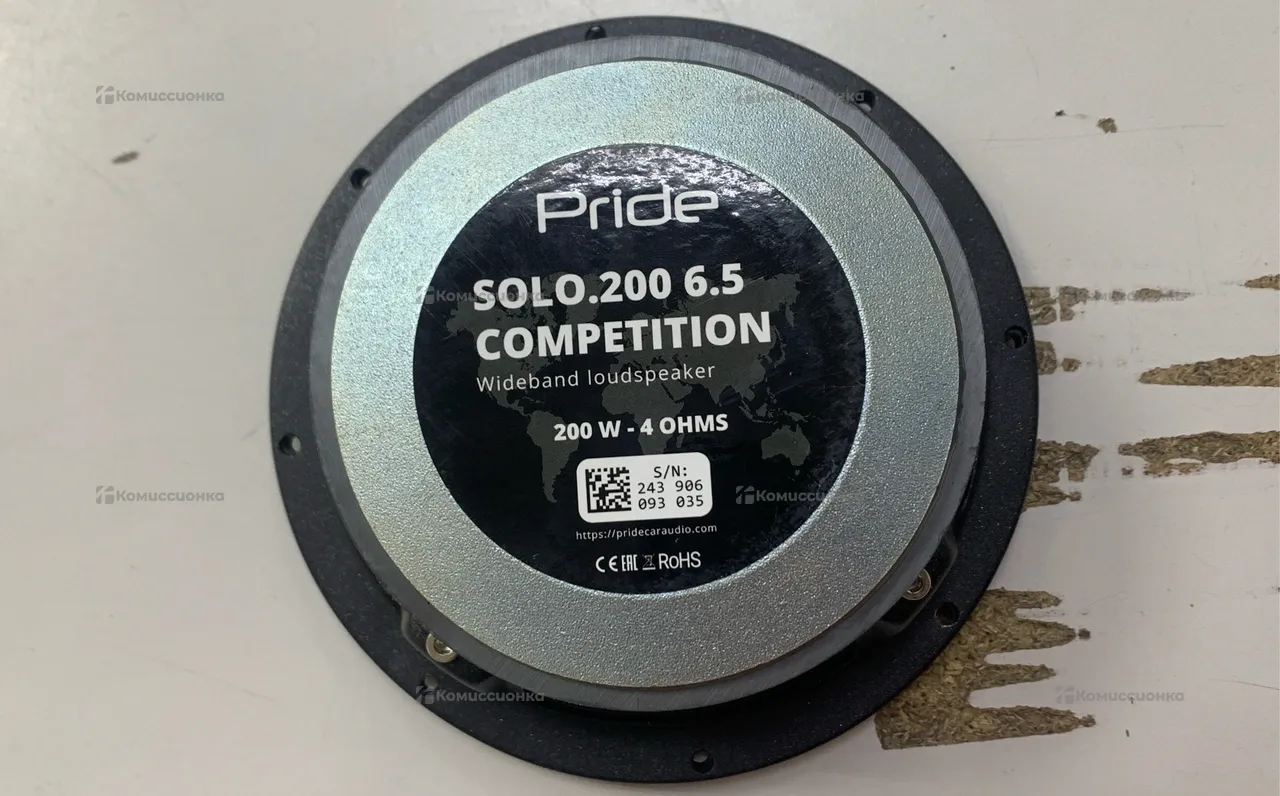 Комиссионка
Комиссионка
Pride
Комиссионка
SOLO.200 6.5
Комиссионка
COMPETITION
Wideband loudspeaker
200 W - 4 OHMS
S/N:
243 906
093 035
Комиссионка
Комиссионка
https://pridecaraudio.com
CE EAC RoHS
Комиссионка
Комиссионка